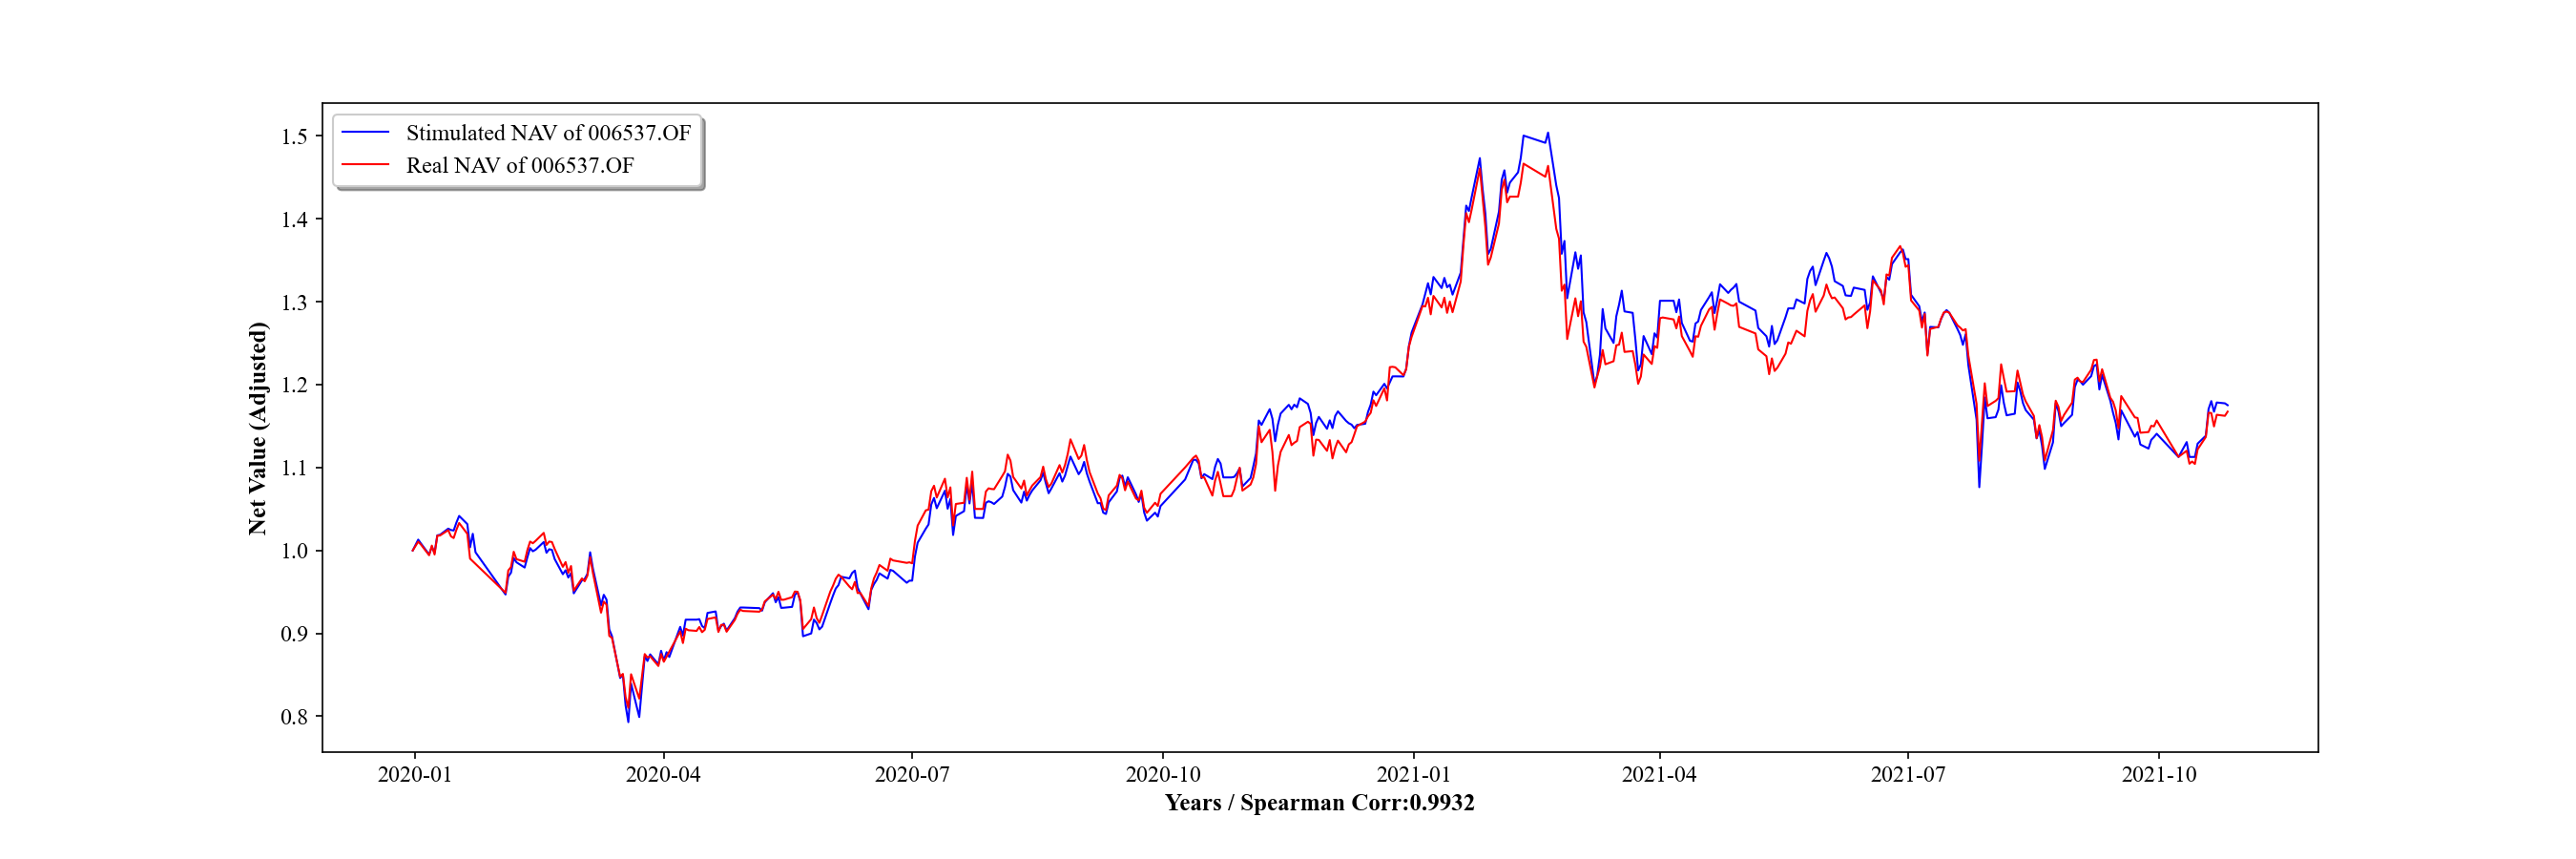 Stimulated NAV of 006537.OF
Real NAV of 006537.OF
Net Value (Adjusted)
1.5
1.4
1.3
1.2
1.1
1.0
0.9
0.8
2020-01 2020-04 2020-07 2020-10 2021-01 2021-04 2021-07 2021-10
Years / Spearman Corr:0.9932